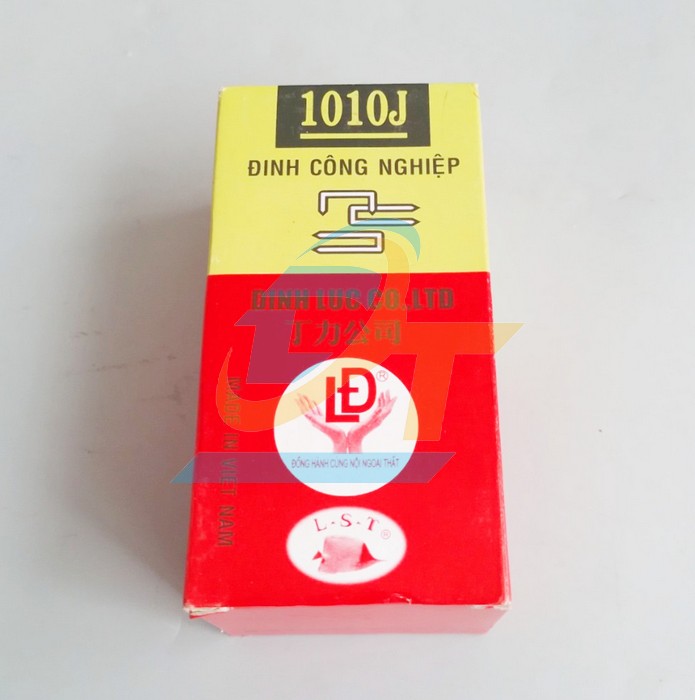 1010J
ĐINH CÔNG NGHIỆP
ĐINH LUC CO.,LTD
丁力公司
LĐ®
ĐỒNG HÀNH CÙNG NỘI NGOẠI THẤT
MADE IN VIỆT NAM
L-S-T®